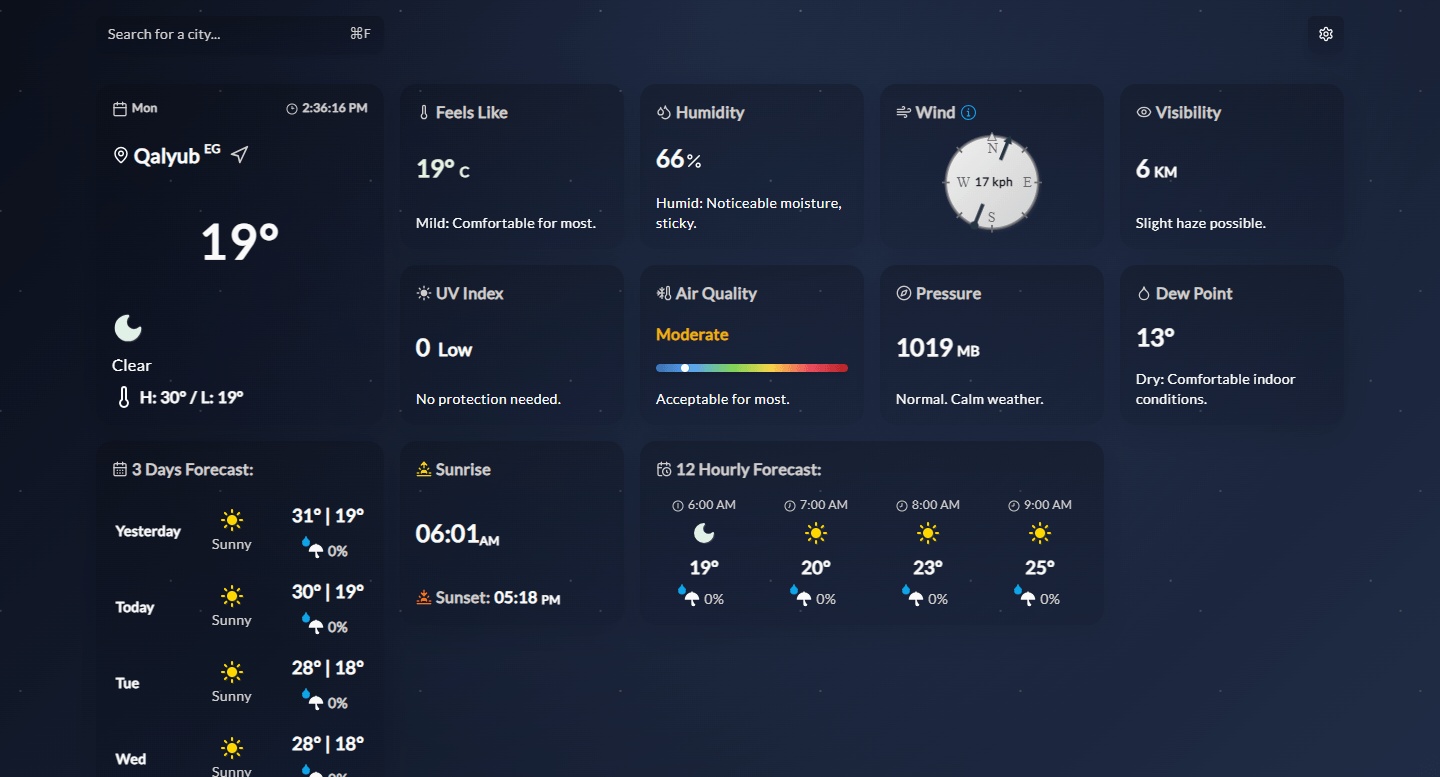 Search for a city... ⌘F
Mon 2:36:16 PM
Qalyub EG
19°
Clear
H: 30° / L: 19°
Feels Like
19° C
Mild: Comfortable for most.
Humidity
66%
Humid: Noticeable moisture,
sticky.
Wind
N
W 17 kph E
S
Visibility
6 KM
Slight haze possible.
UV Index
0 Low
No protection needed.
Air Quality
Moderate
Acceptable for most.
Pressure
1019 MB
Normal. Calm weather.
Dew Point
13°
Dry: Comfortable indoor
conditions.
3 Days Forecast:
Yesterday Sunny 31° | 19°
0%
Today Sunny 30° | 19°
0%
Tue Sunny 28° | 18°
0%
Wed Sunny 28° | 18°
0%
Sunrise
06:01 AM
Sunset: 05:18 PM
12 Hourly Forecast:
6:00 AM 7:00 AM 8:00 AM 9:00 AM
19° 20° 23° 25°
0% 0% 0% 0%